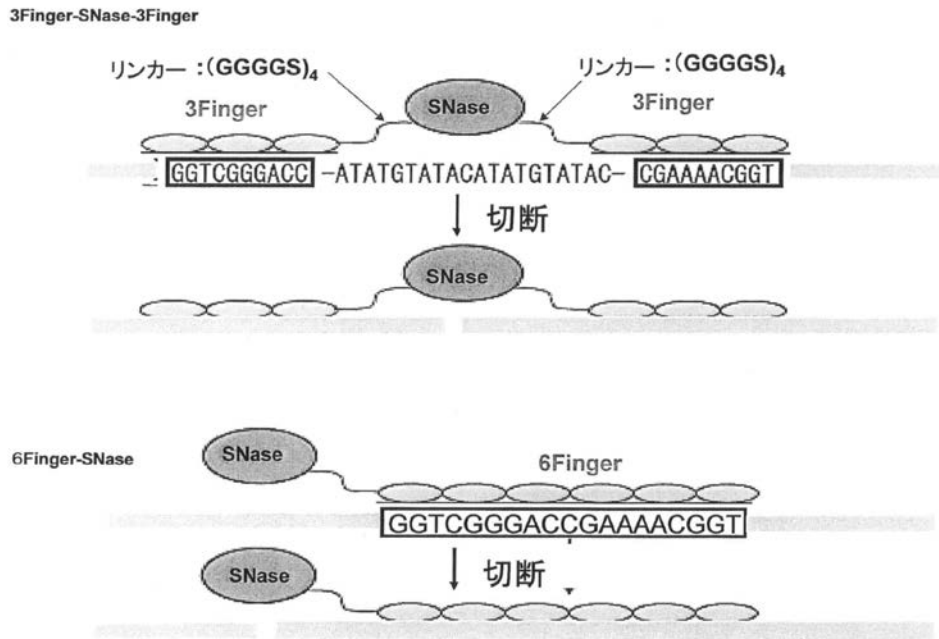 3Finger-SNase-3Finger
リンカー :(GGGGS)4
リンカー :(GGGGS)4
3Finger
SNase
3Finger
GGTCGGGACC -ATATGTATACATATGTATAC- CGAAAACGGT
切断
SNase
6Finger-SNase
SNase
6Finger
GGTCGGGACCGAAAACGGT
切断
SNase